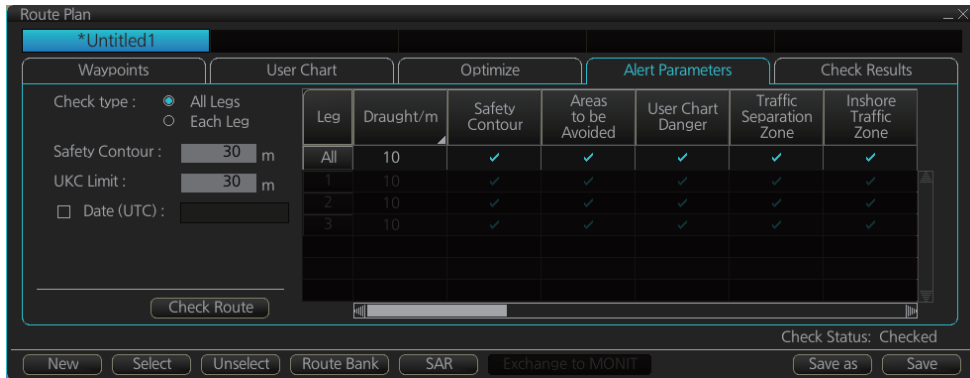 Route Plan
*Untitled1
Waypoints User Chart Optimize Alert Parameters Check Results
Check type : All Legs
Each Leg
Safety Contour : 30 m
UKC Limit : 30 m
Date (UTC) :
Check Route
Leg Draught/m Safety Contour Areas to be Avoided User Chart Danger Traffic Separation Zone Inshore Traffic Zone
All 10 ✓ ✓ ✓ ✓ ✓
1 10 ✓ ✓ ✓ ✓ ✓
2 10 ✓ ✓ ✓ ✓ ✓
3 10 ✓ ✓ ✓ ✓ ✓
Check Status: Checked
New Select Unselect Route Bank SAR Exchange to MONIT Save as Save